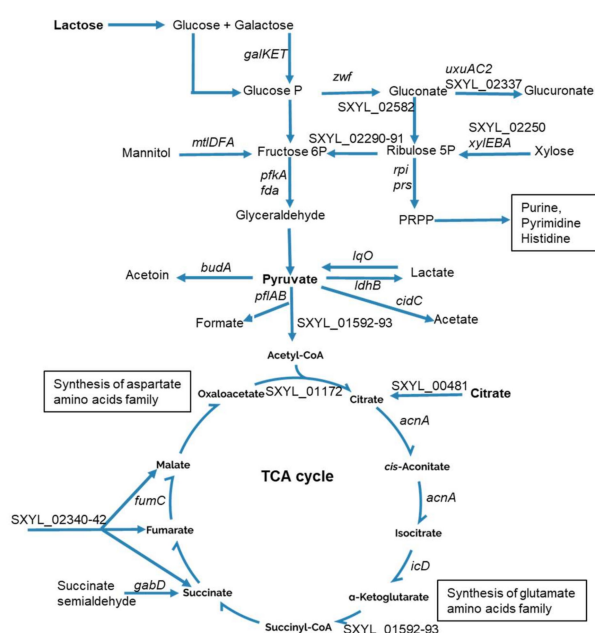 Lactose
Glucose + Galactose
galKET
Glucose P
zwf
SXYL_02582
Gluconate
uxuAC2
SXYL_02337
Glucuronate
Mannitol
mtlDFA
Fructose 6P
SXYL_02290-91
Ribulose 5P
SXYL_02250
xylEBA
Xylose
pfkA
fda
rpi
prs
Glyceraldehyde
PRPP
Purine,
Pyrimidine
Histidine
Acetoin
budA
Pyruvate
lqO
ldhB
Lactate
pflAB
cidC
Formate
SXYL_01592-93
Acetate
Acetyl-CoA
Synthesis of aspartate
amino acids family
Oxaloacetate
SXYL_01172
Citrate
SXYL_00481
Citrate
acnA
Malate
TCA cycle
cis-Aconitate
fumC
acnA
SXYL_02340-42
Fumarate
Isocitrate
icD
Succinate
semialdehyde
gabD
Succinate
α-Ketoglutarate
Synthesis of glutamate
amino acids family
Succinyl-CoA
SXYL_01592-93